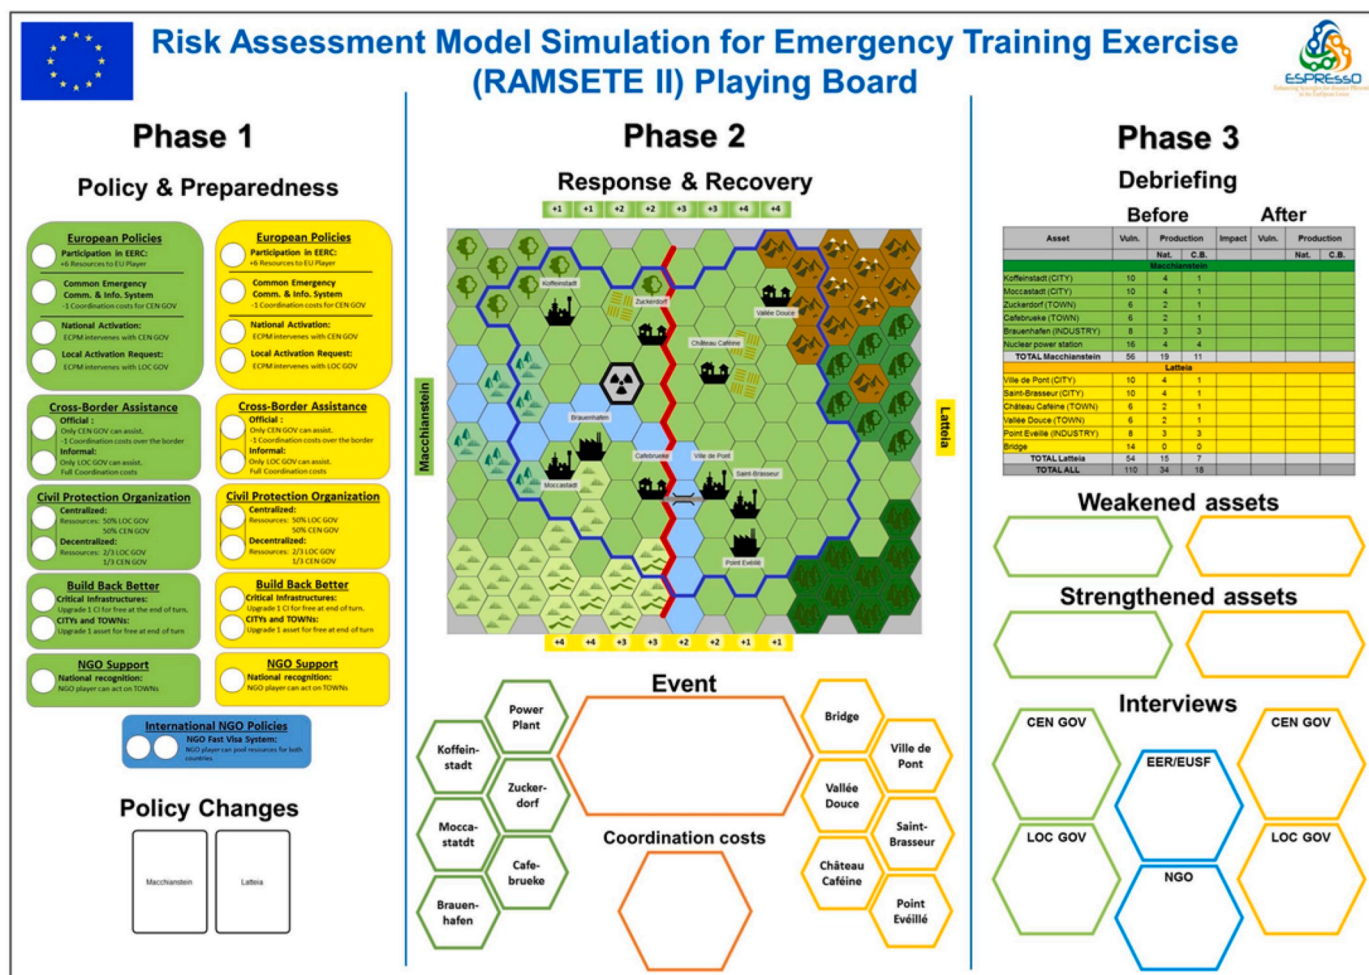 Risk Assessment Model Simulation for Emergency Training Exercise
(RAMSETE II) Playing Board
ESPRESSO
Enhancing Synergies for disaster Prevention
in the European Union
Phase 1
Policy & Preparedness
European Policies
Participation in EERC:
+6 Resources to EU Player
Common Emergency
Comm. & Info. System
-1 Coordination costs for CEN GOV
National Activation:
ECPM intervenes with CEN GOV
Local Activation Request:
ECPM intervenes with LOC GOV
Cross-Border Assistance
Official :
Only CEN GOV can assist.
-1 Coordination costs over the border
Informal:
Only LOC GOV can assist.
Full Coordination costs
Civil Protection Organization
Centralized:
Ressources: 50% LOC GOV
50% CEN GOV
Decentralized:
Ressources: 2/3 LOC GOV
1/3 CEN GOV
Build Back Better
Critical Infrastructures:
Upgrade 1 CI for free at the end of turn.
CITYs and TOWNs:
Upgrade 1 asset for free at end of turn
NGO Support
National recognition:
NGO player can act on TOWNs
European Policies
Participation in EERC:
+6 Resources to EU Player
Common Emergency
Comm. & Info. System
-1 Coordination costs for CEN GOV
National Activation:
ECPM intervenes with CEN GOV
Local Activation Request:
ECPM intervenes with LOC GOV
Cross-Border Assistance
Official :
Only CEN GOV can assist.
-1 Coordination costs over the border
Informal:
Only LOC GOV can assist.
Full Coordination costs
Civil Protection Organization
Centralized:
Ressources: 50% LOC GOV
50% CEN GOV
Decentralized:
Ressources: 2/3 LOC GOV
1/3 CEN GOV
Build Back Better
Critical Infrastructures:
Upgrade 1 CI for free at the end of turn.
CITYs and TOWNs:
Upgrade 1 asset for free at end of turn
NGO Support
National recognition:
NGO player can act on TOWNs
International NGO Policies
NGO Fast Visa System:
NGO player can pool resources for both
countries
Policy Changes
Macchianstein
Latteia
Phase 2
Response & Recovery
+1 +1 +2 +2 +3 +3 +4 +4
Macchianstein
Koffeinstadt
Zuckerdorf
Vallée Douce
Château Caféine
Brauenhafen
Cafebrueke
Ville de Pont
Moccastadt
Saint-Brasseur
Point Evéillé
Latteia
+4 +4 +3 +3 +2 +2 +1 +1
Event
Power
Plant
Koffein-
stadt
Zucker-
dorf
Mocca-
statdt
Cafe-
brueke
Brauen-
hafen
Coordination costs
Bridge
Ville de
Pont
Vallée
Douce
Saint-
Brasseur
Château
Caféine
Point
Evéillé
Phase 3
Debriefing
Before After
Asset Vuln. Production Impact Vuln. Production
Nat. C.B. Nat. C.B.
Macchianstein
Koffeinstadt (CITY) 10 4 1
Moccastadt (CITY) 10 4 1
Zuckerdorf (TOWN) 6 2 1
Cafebrueke (TOWN) 6 2 1
Brauenhafen (INDUSTRY) 8 3 3
Nuclear power station 16 4 4
TOTAL Macchianstein 56 19 11
Latteia
Ville de Pont (CITY) 10 4 1
Saint-Brasseur (CITY) 10 4 1
Château Caféine (TOWN) 6 2 1
Vallée Douce (TOWN) 6 2 1
Point Evéillé (INDUSTRY) 8 3 3
Bridge 14 0 0
TOTAL Latteia 54 15 7
TOTAL ALL 110 34 18
Weakened assets
Strengthened assets
Interviews
CEN GOV
EER/EUSF
CEN GOV
LOC GOV
NGO
LOC GOV